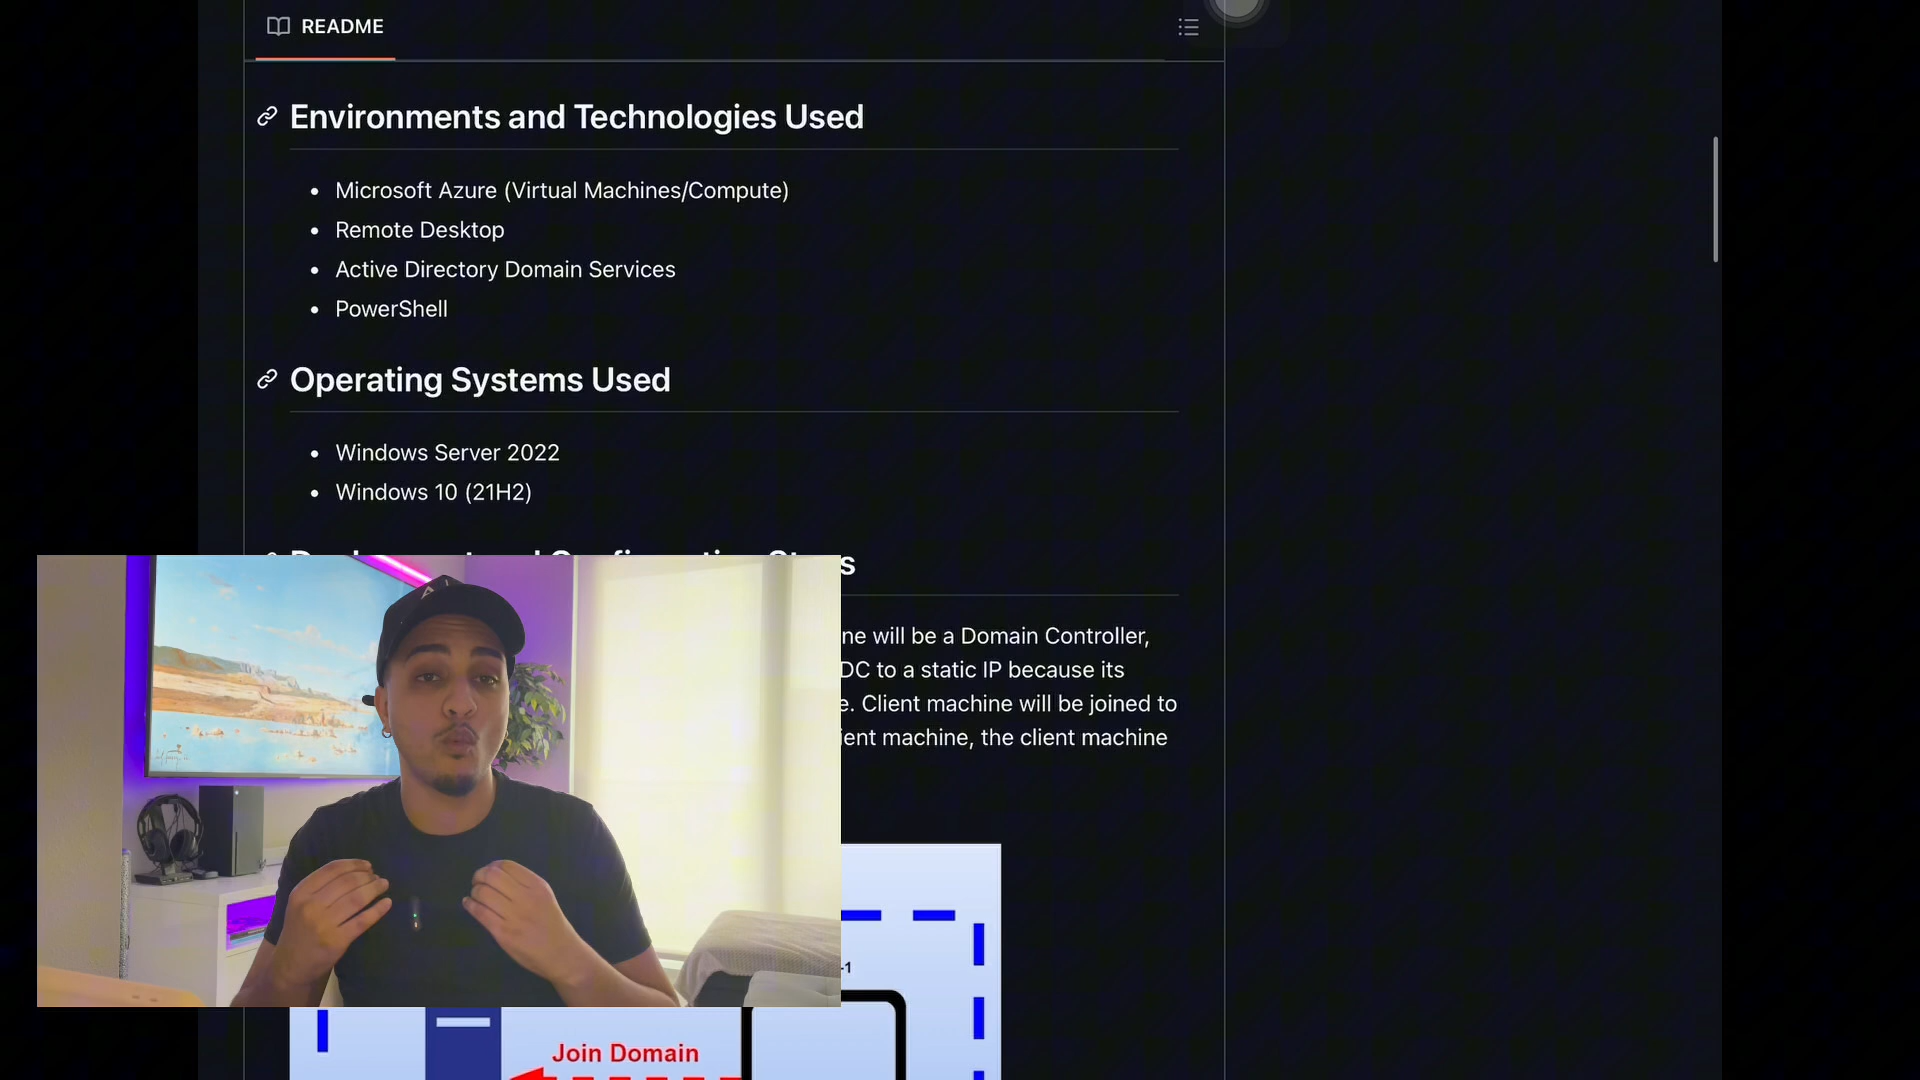 README
Environments and Technologies Used
Microsoft Azure (Virtual Machines/Compute)
Remote Desktop
Active Directory Domain Services
PowerShell
Operating Systems Used
Windows Server 2022
Windows 10 (21H2)
ne will be a Domain Controller,
DC to a static IP because its
e. Client machine will be joined to
ient machine, the client machine
-1
Join Domain